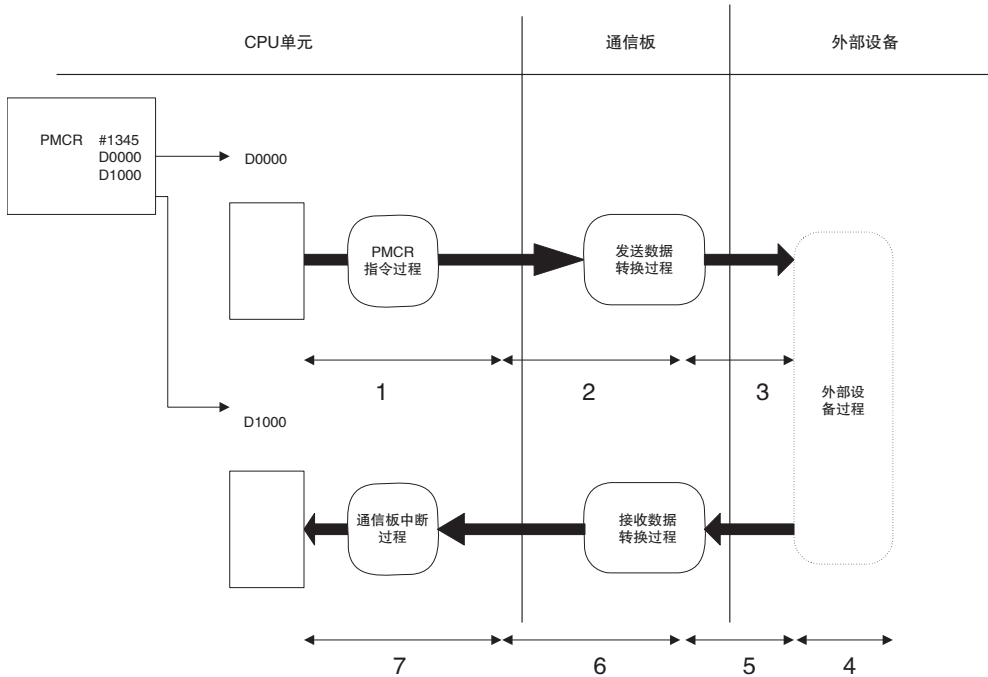 CPU单元
通信板
外部设备
PMCR #1345
D0000
D1000
D0000
PMCR
指令过程
发送数据
转换过程
1
2
3
外部设
备过程
D1000
通信板中断
过程
接收数据
转换过程
7
6
5
4